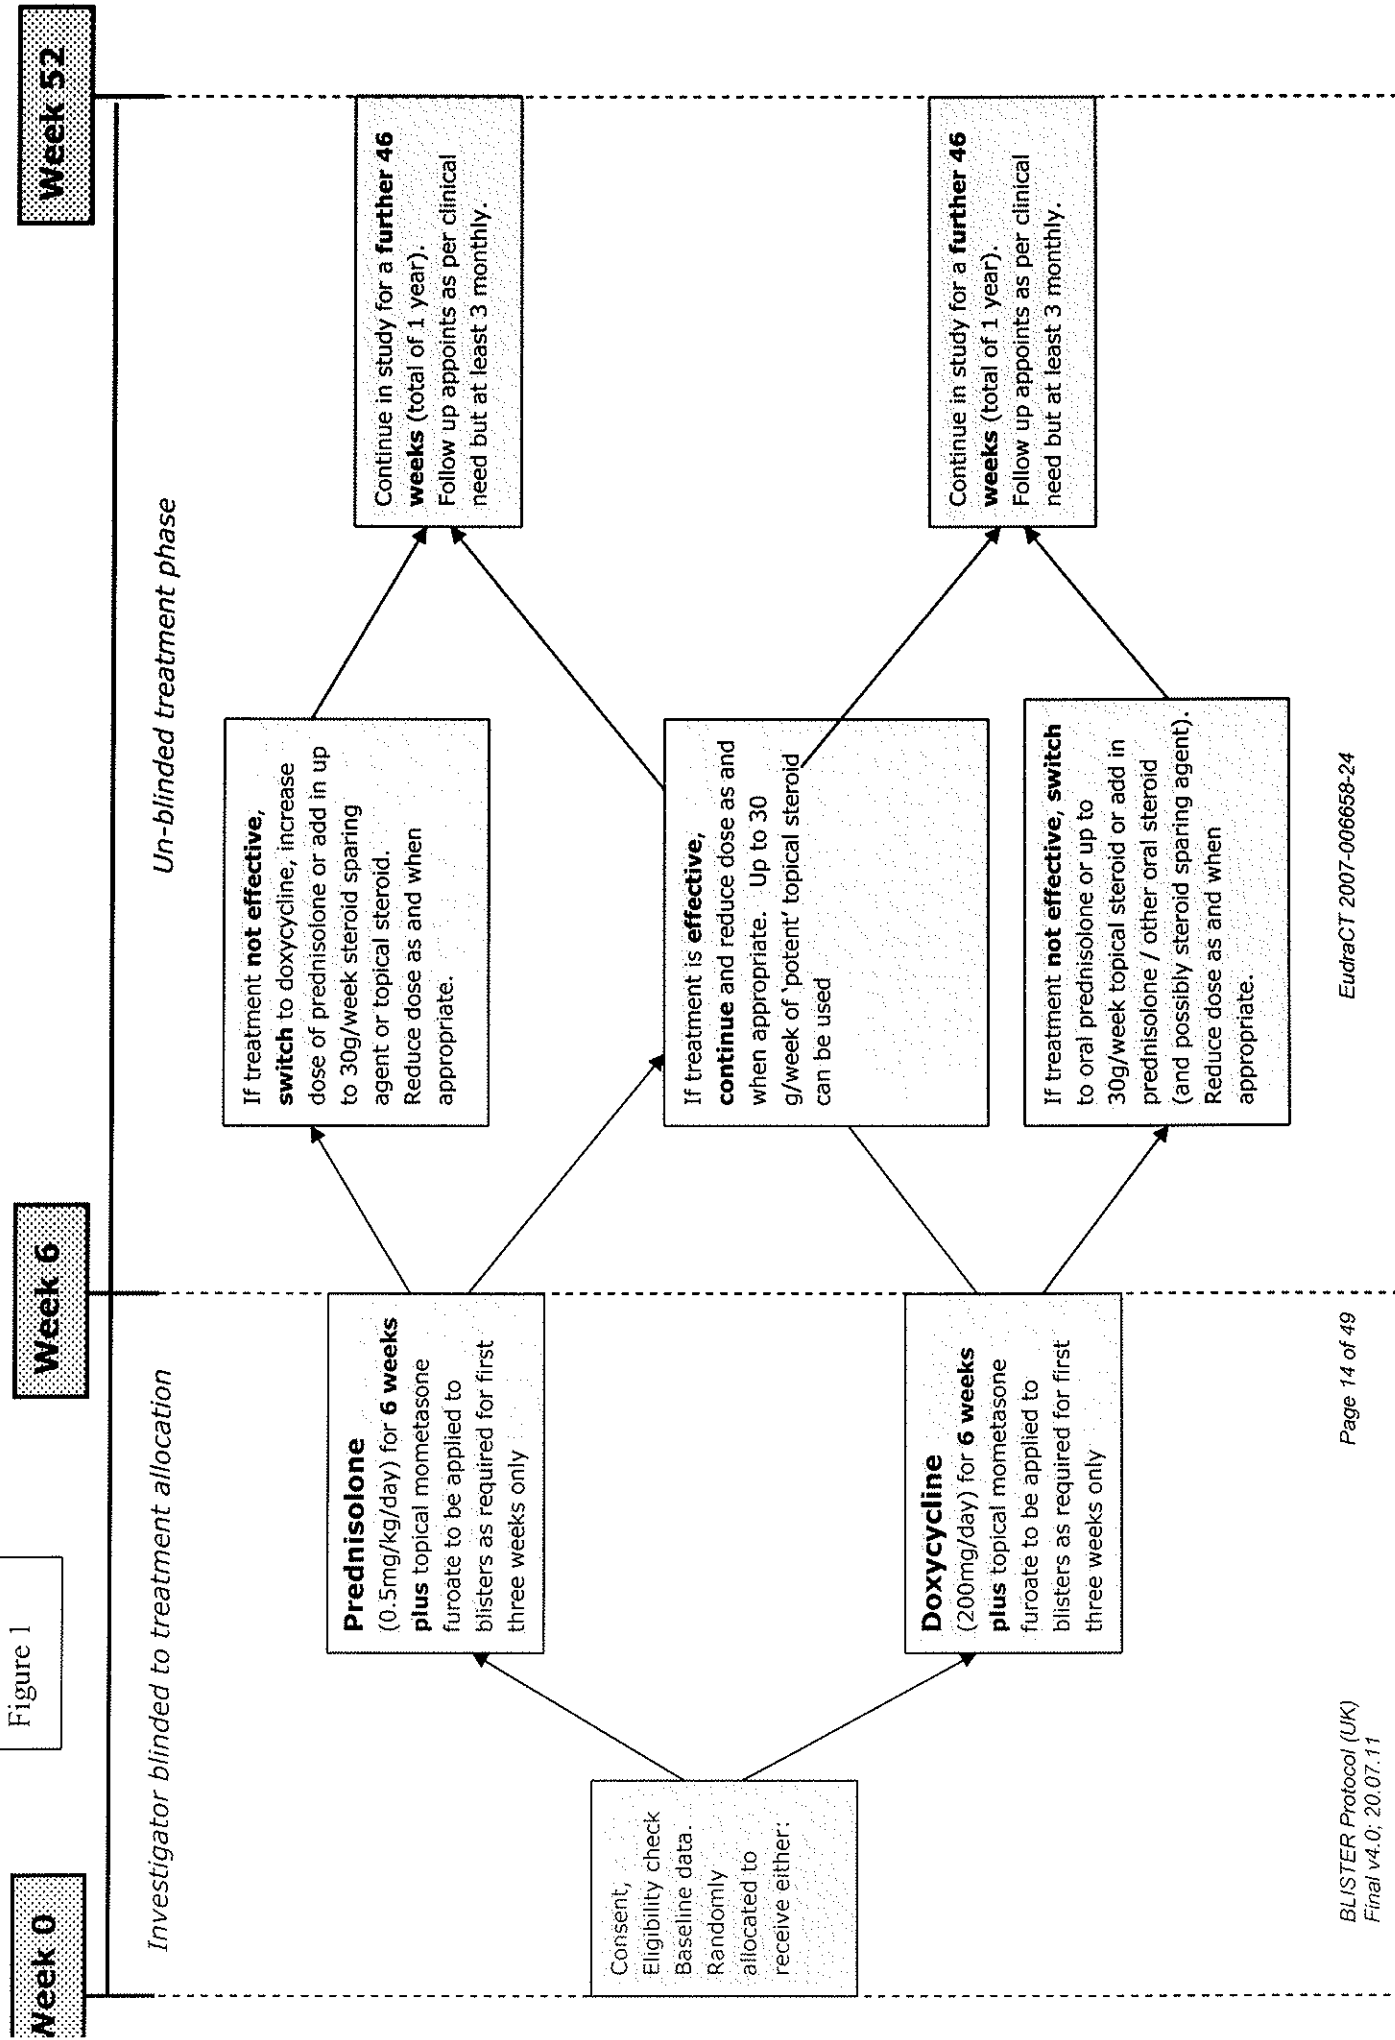 Figure 1
Week 0
Week 6
Week 52
Investigator blinded to treatment allocation
Un-blinded treatment phase
Consent,
Eligibility check
Baseline data.
Randomly
allocated to
receive either:
Prednisolone
(0.5mg/kg/day) for 6 weeks
plus topical mometasone
furoate to be applied to
blisters as required for first
three weeks only
Doxycycline
(200mg/day) for 6 weeks
plus topical mometasone
furoate to be applied to
blisters as required for first
three weeks only
If treatment not effective,
switch to doxycycline, increase
dose of prednisolone or add in up
to 30g/week steroid sparing
agent or topical steroid.
Reduce dose as and when
appropriate.
If treatment is effective,
continue and reduce dose as and
when appropriate. Up to 30
g/week of 'potent' topical steroid
can be used
If treatment not effective, switch
to oral prednisolone or up to
30g/week topical steroid or add in
prednisolone / other oral steroid
(and possibly steroid sparing agent).
Reduce dose as and when
appropriate.
Continue in study for a further 46
weeks (total of 1 year).
Follow up appoints as per clinical
need but at least 3 monthly.
Continue in study for a further 46
weeks (total of 1 year).
Follow up appoints as per clinical
need but at least 3 monthly.
BLISTER Protocol (UK)
Final v4.0; 20.07.11
Page 14 of 49
EudraCT 2007-006658-24